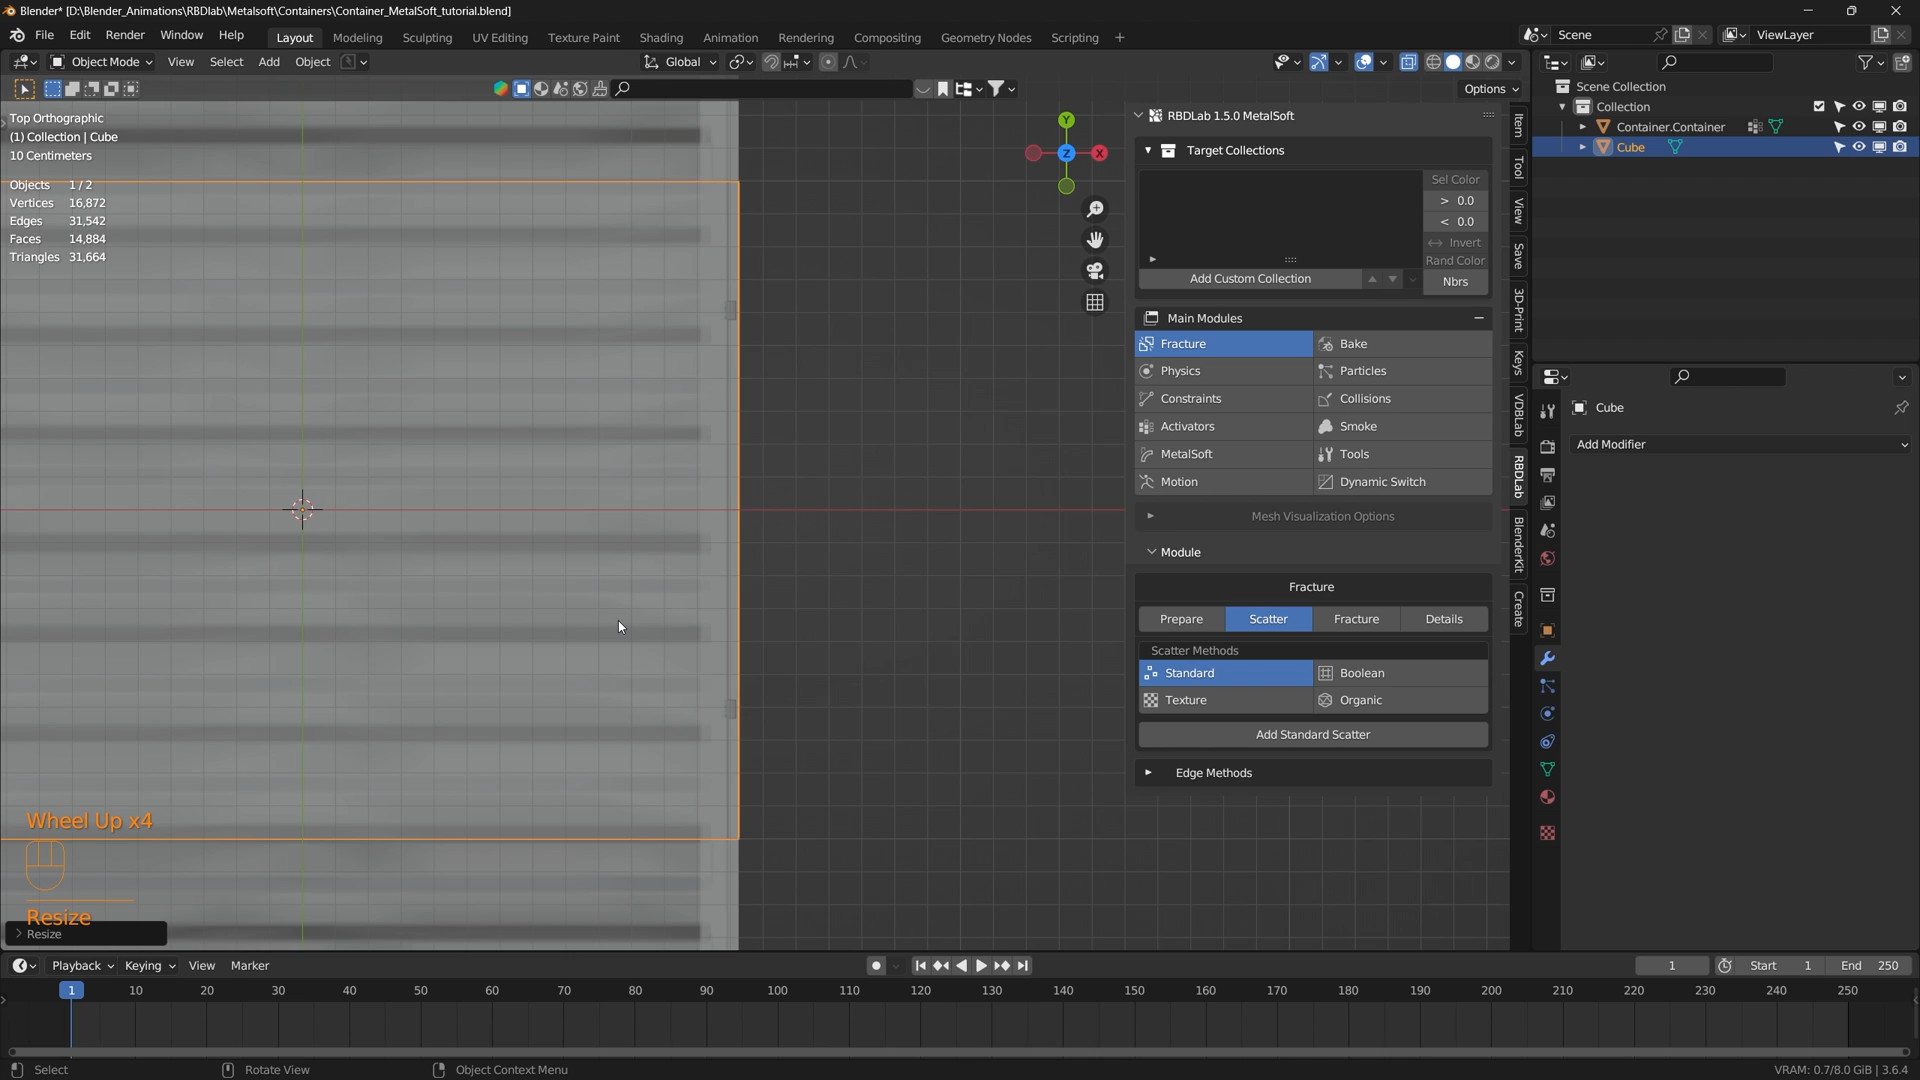 Blender* [D:\Blender_Animations\RBDlab\Metalsoft\Containers\Container_MetalSoft_tutorial.blend]
File Edit Render Window Help Layout Modeling Sculpting UV Editing Texture Paint Shading Animation Rendering Compositing Geometry Nodes Scripting + Scene ViewLayer
Object Mode View Select Add Object Global
Options
Top Orthographic
(1) Collection | Cube
10 Centimeters
Objects 1/2
Vertices 16,872
Edges 31,542
Faces 14,884
Triangles 31,664
Y
Z
X
Wheel Up x4
Resize
Resize
RBDLab 1.5.0 MetalSoft
Target Collections
Sel Color
> 0.0
< 0.0
Invert
Rand Color
Add Custom Collection
Nbrs
Main Modules
Fracture Bake
Physics Particles
Constraints Collisions
Activators Smoke
MetalSoft Tools
Motion Dynamic Switch
Mesh Visualization Options
Module
Fracture
Prepare Scatter Fracture Details
Scatter Methods
Standard Boolean
Texture Organic
Add Standard Scatter
Edge Methods
Item
Tool
View
Save
3D-Print
Keys
VDBLab
RBDLab
BlenderKit
Create
Scene Collection
Collection
Container.Container
Cube
Cube
Add Modifier
Playback Keying View Marker 1 Start 1 End 250
1 10 20 30 40 50 60 70 80 90 100 110 120 130 140 150 160 170 180 190 200 210 220 230 240 250
Select Rotate View Object Context Menu VRAM: 0.7/8.0 GiB | 3.6.4